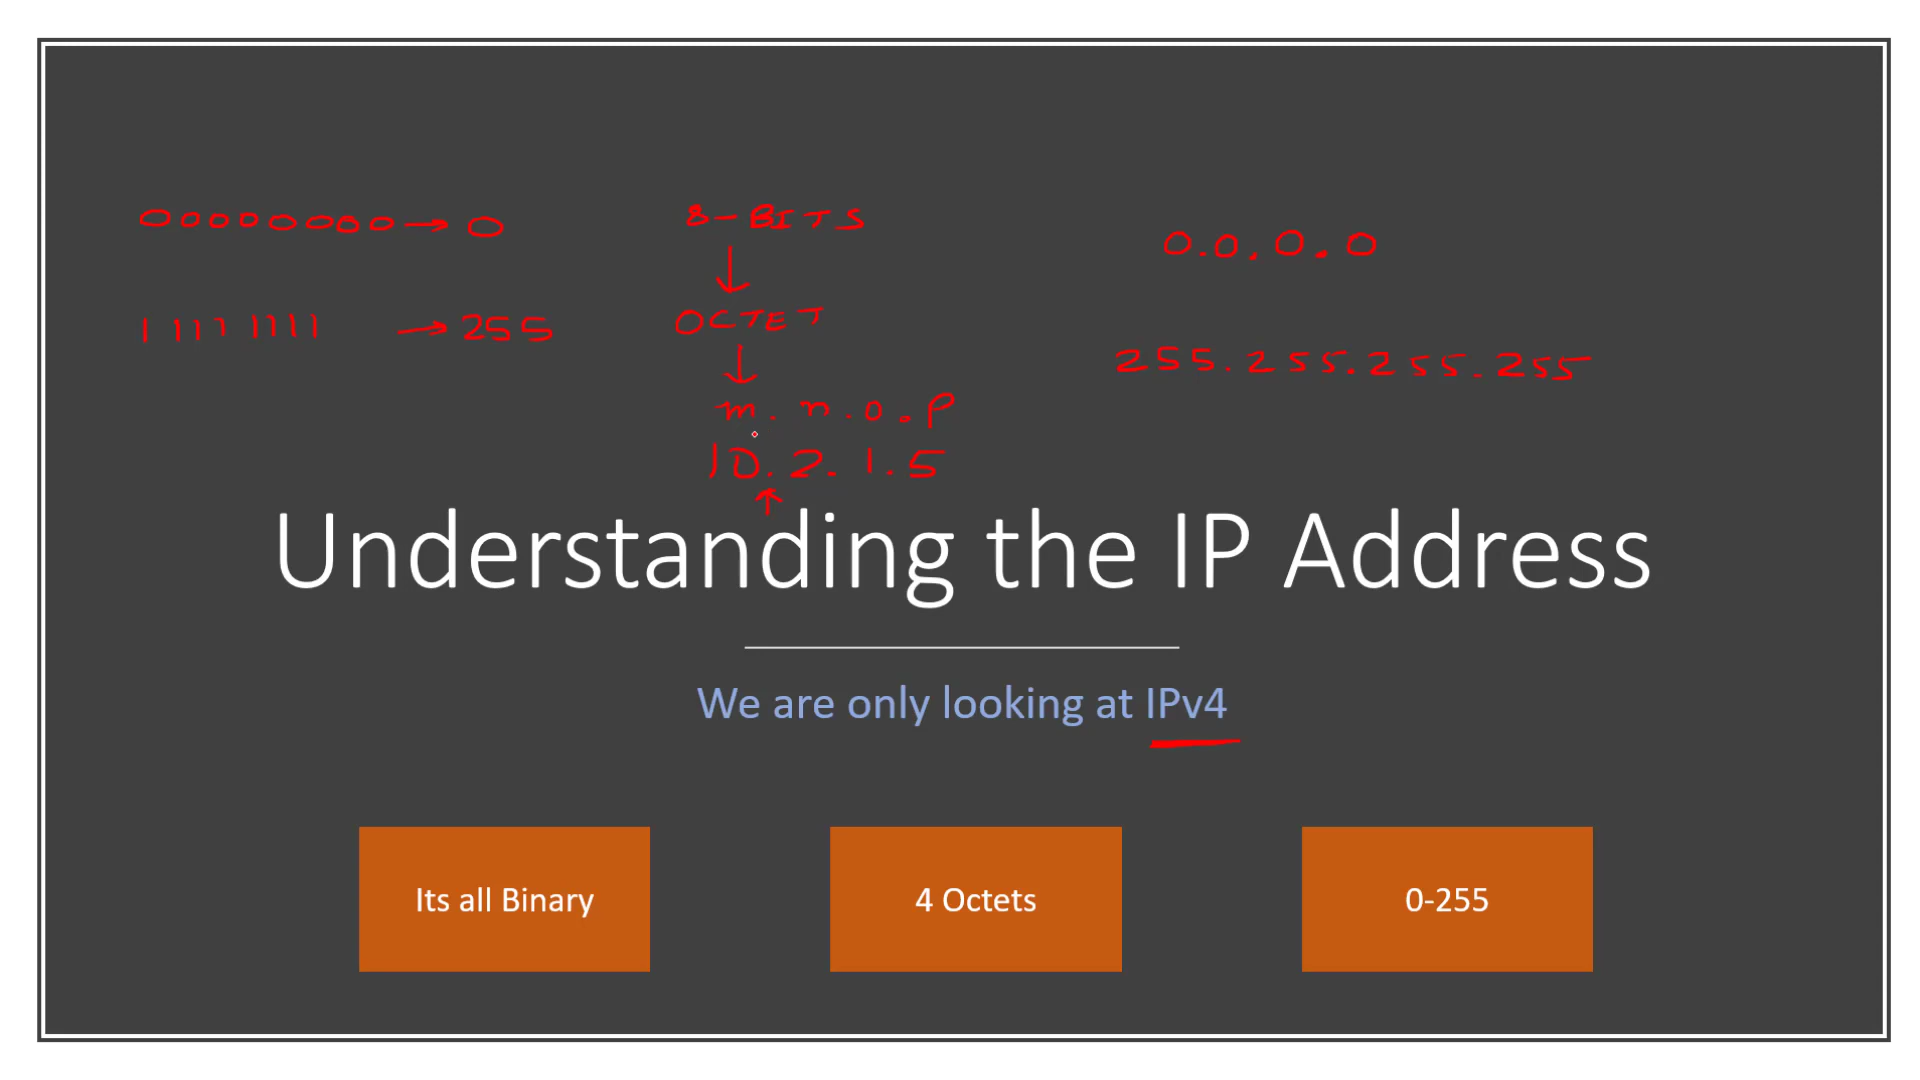 00000000 → 0
11111111 → 255
8-BITS
↓
OCTET
↓
m.n.o.p
10.2.1.5
↑
0.0.0.0
255.255.255.255
Understanding the IP Address
We are only looking at IPv4
Its all Binary
4 Octets
0-255